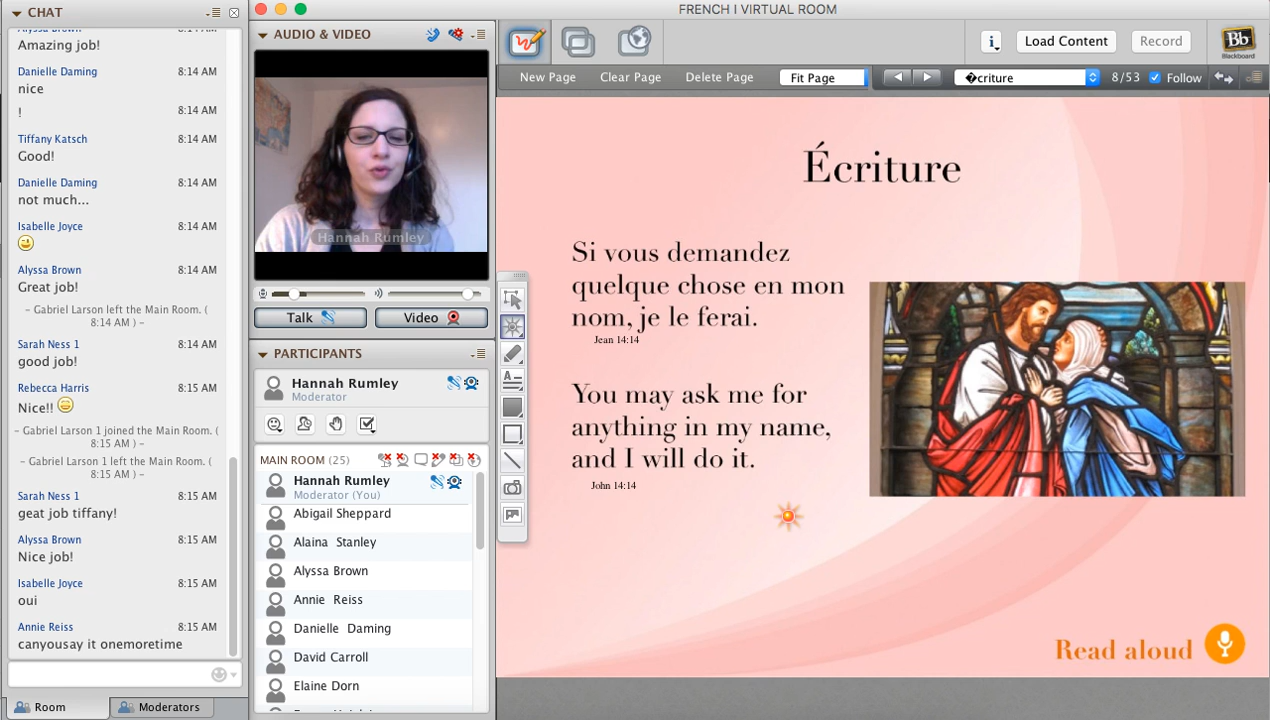 FRENCH I VIRTUAL ROOM
CHAT
Amazing job!
Danielle Daming 8:14 AM
nice
!
8:14 AM
Tiffany Katsch 8:14 AM
Good!
Danielle Daming 8:14 AM
not much...
Isabelle Joyce 8:14 AM
Alyssa Brown 8:14 AM
Great job!
– Gabriel Larson left the Main Room. (
8:14 AM ) –
Sarah Ness 1 8:14 AM
good job!
Rebecca Harris 8:15 AM
Nice!!
– Gabriel Larson 1 joined the Main Room. (
8:15 AM ) –
– Gabriel Larson 1 left the Main Room. (
8:15 AM ) –
Sarah Ness 1 8:15 AM
geat job tiffany!
Alyssa Brown 8:15 AM
Nice job!
Isabelle Joyce 8:15 AM
oui
Annie Reiss 8:15 AM
canyousay it onemoretime
Room
Moderators
AUDIO & VIDEO
Hannah Rumley
Talk
Video
PARTICIPANTS
Hannah Rumley
Moderator
MAIN ROOM (25)
Hannah Rumley
Moderator (You)
Abigail Sheppard
Alaina Stanley
Alyssa Brown
Annie Reiss
Danielle Daming
David Carroll
Elaine Dorn
i
Load Content
Record
Bb
Blackboard
New Page
Clear Page
Delete Page
Fit Page
�criture
8/53
Follow
Écriture
Si vous demandez
quelque chose en mon
nom, je le ferai.
Jean 14:14
You may ask me for
anything in my name,
and I will do it.
John 14:14
Read aloud